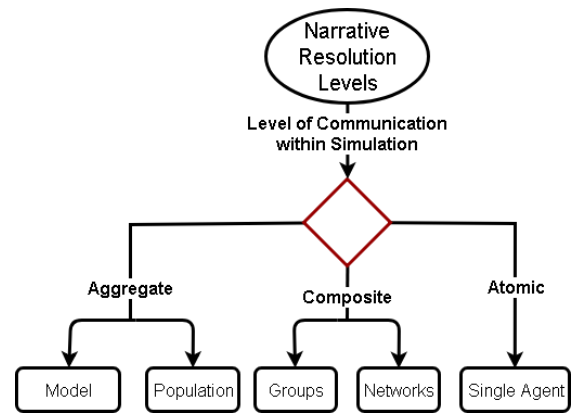 Narrative
Resolution
Levels
Level of Communication
within Simulation
Aggregate
Composite
Atomic
Model
Population
Groups
Networks
Single Agent